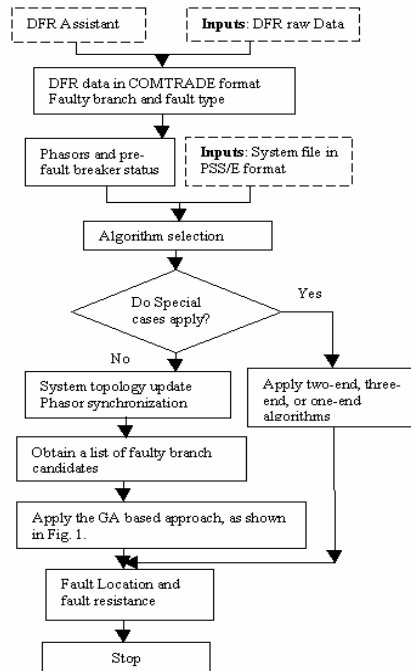 DFR Assistant
Inputs: DFR raw Data
DFR data in COMTRADE format
Faulty branch and fault type
Phasors and pre-
fault breaker status
Inputs: System file in
PSS/E format
Algorithm selection
Do Special
cases apply?
Yes
No
System topology update
Phasor synchronization
Apply two-end, three-
end, or one-end
algorithms
Obtain a list of faulty branch
candidates
Apply the GA based approach, as shown
in Fig. 1.
Fault Location and
fault resistance
Stop